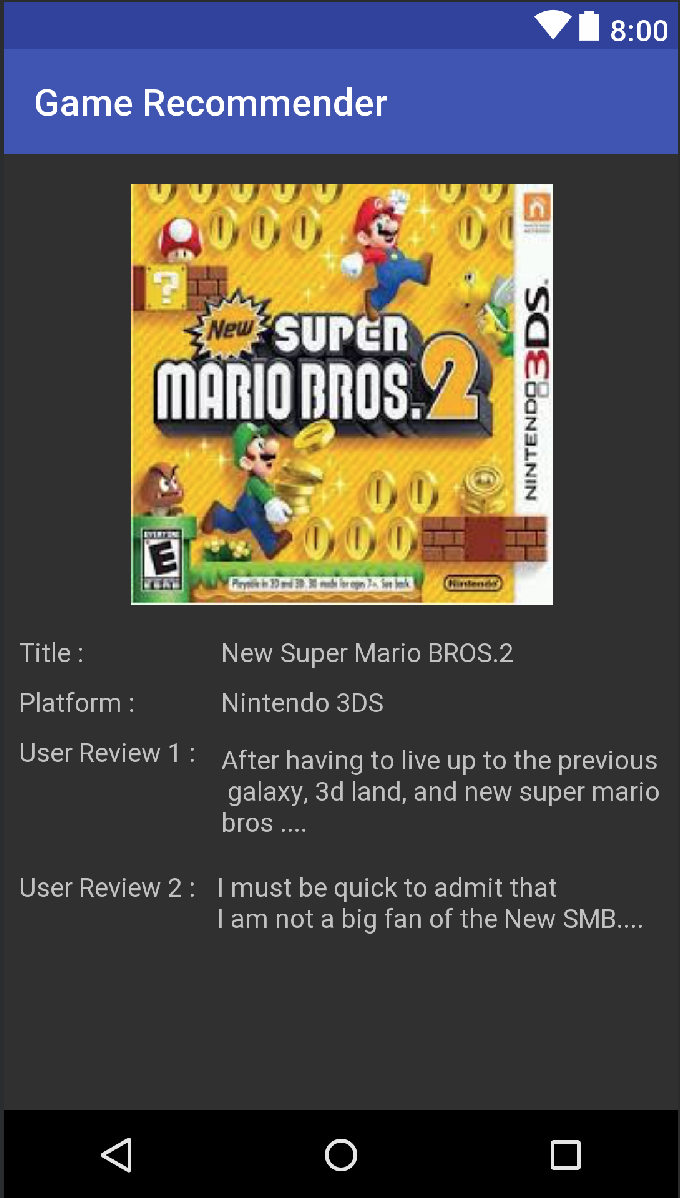 8:00
Game Recommender
?
New SUPER
MARIO BROS.2
NINTENDO 3DS
EVERYONE
E
Playable in 2D and 3D. 3D mode for ages 7+. See back.
Nintendo
Title : New Super Mario BROS.2
Platform : Nintendo 3DS
User Review 1 : After having to live up to the previous
galaxy, 3d land, and new super mario
bros ....
User Review 2 : I must be quick to admit that
I am not a big fan of the New SMB....